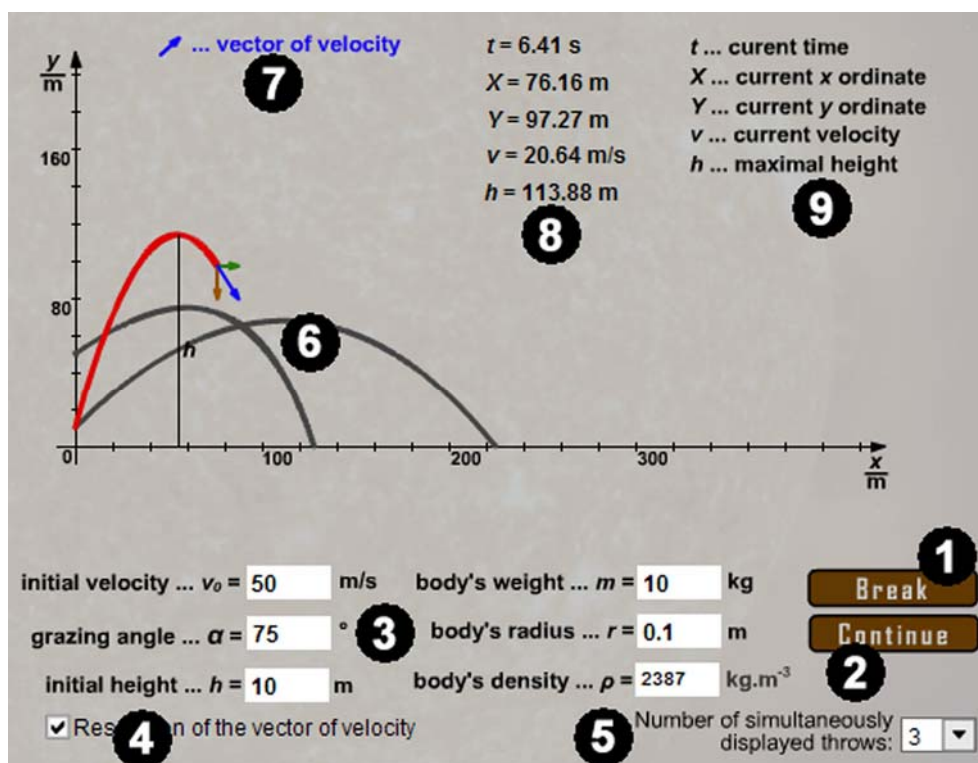 ... vector of velocity
7
t = 6.41 s
X = 76.16 m
Y = 97.27 m
v = 20.64 m/s
h = 113.88 m
8
t ... curent time
X ... current x ordinate
Y ... current y ordinate
v ... current velocity
h ... maximal height
9
y
m
160
80
h
6
0
100
200
300
x
m
1
initial velocity ... v₀ = 50 m/s
grazing angle ... α = 75 °
initial height ... h = 10 m
3
body's weight ... m = 10 kg
body's radius ... r = 0.1 m
body's density ... ρ = 2387 kg.m⁻³
Break
Continue
2
4
n of the vector of velocity
5
Number of simultaneously
displayed throws: 3